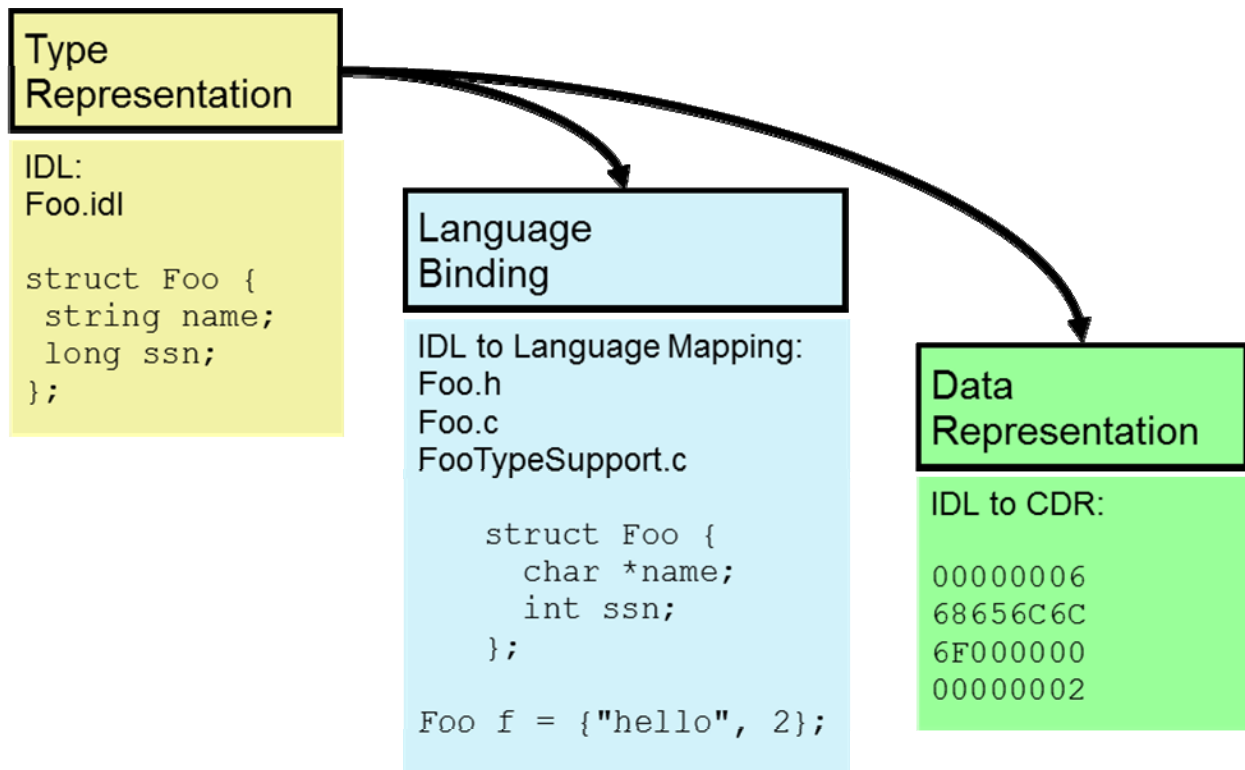 Type
Representation
IDL:
Foo.idl
struct Foo {
 string name;
 long ssn;
};
Language
Binding
IDL to Language Mapping:
Foo.h
Foo.c
FooTypeSupport.c
struct Foo {
  char *name;
  int ssn;
};
Foo f = {"hello", 2};
Data
Representation
IDL to CDR:
00000006
68656C6C
6F000000
00000002